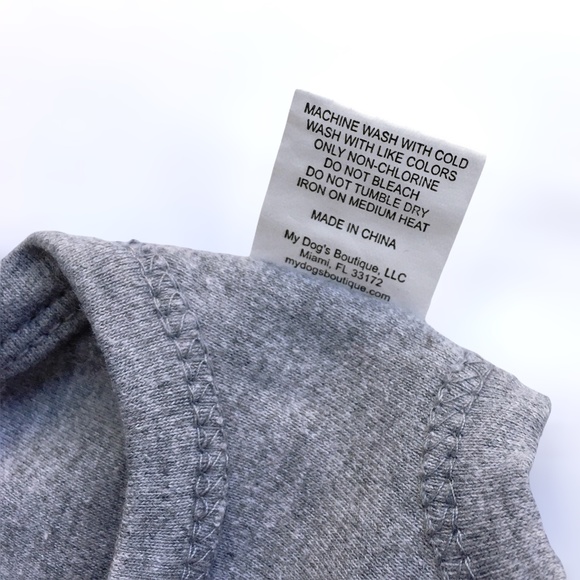 MACHINE WASH WITH COLD
WASH WITH LIKE COLORS
ONLY NON-CHLORINE
DO NOT BLEACH
DO NOT TUMBLE DRY
IRON ON MEDIUM HEAT
MADE IN CHINA
My Dog's Boutique, LLC
Miami, FL 33172
mydogsboutique.com